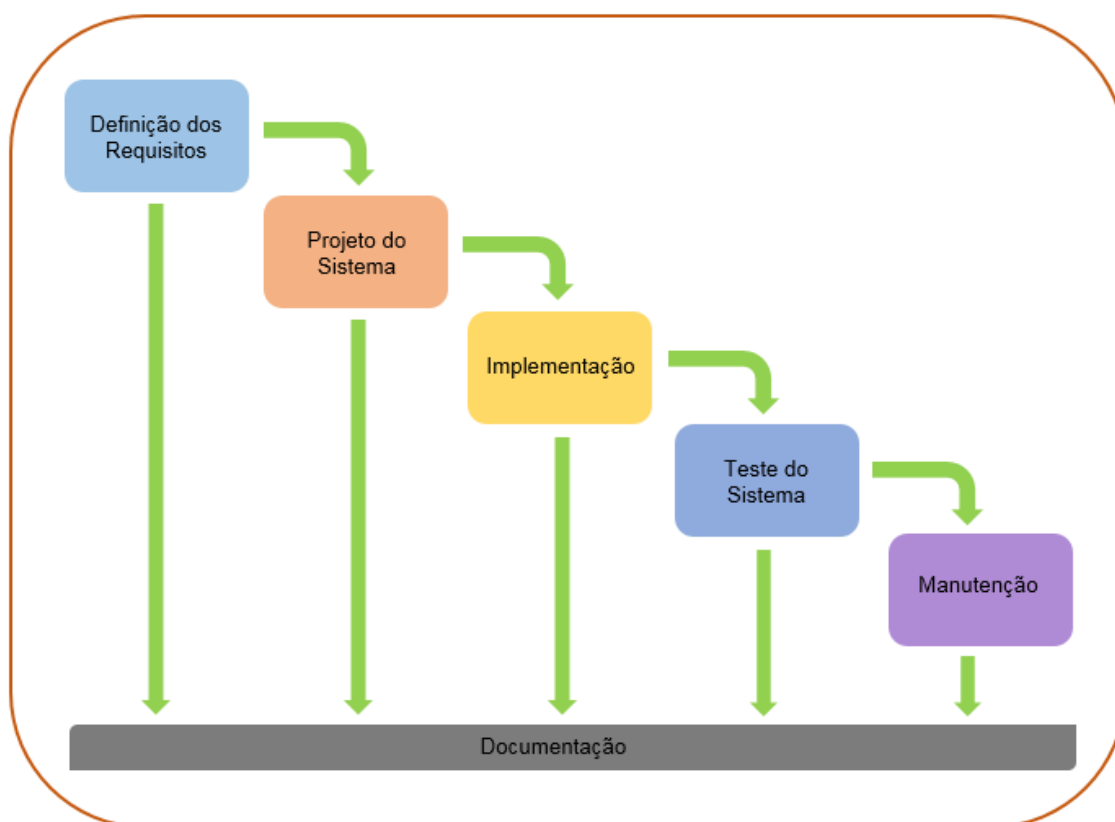 Definição dos
Requisitos
Projeto do
Sistema
Implementação
Teste do
Sistema
Manutenção
Documentação